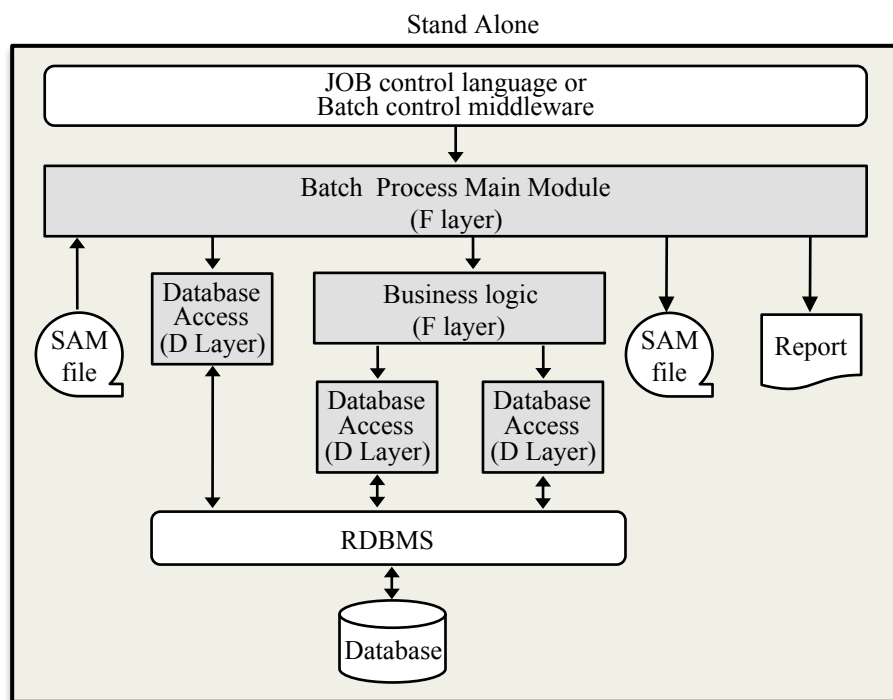 Stand Alone
JOB control language or
Batch control middleware
Batch Process Main Module
(F layer)
Database
Access
(D Layer)
Business logic
(F layer)
SAM
file
SAM
file
Report
Database
Access
(D Layer)
Database
Access
(D Layer)
RDBMS
Database